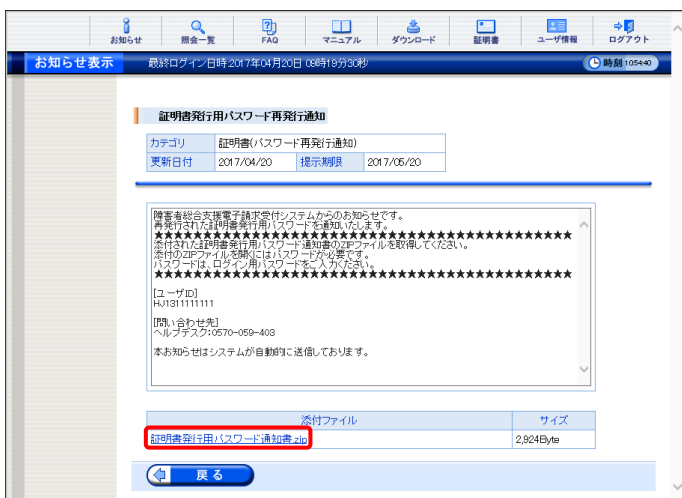 お知らせ 照会一覧 FAQ マニュアル ダウンロード 証明書 ユーザ情報 ログアウト
お知らせ表示 最終ログイン日時:2017年04月20日 09時19分30秒 時刻 10:54:40
証明書発行用パスワード再発行通知
カテゴリ 証明書(パスワード再発行通知)
更新日付 2017/04/20 提示期限 2017/05/20
障害者総合支援電子請求受付システムからのお知らせです。
再発行された証明書発行用パスワードを通知いたします。
★★★★★★★★★★★★★★★★★★★★★★★★★★★★★★★★★★★
添付された証明書発行用パスワード通知書のZIPファイルを取得してください。
添付のZIPファイルを開くにはパスワードが必要です。
パスワードは、ログイン用パスワードをご入力ください。
★★★★★★★★★★★★★★★★★★★★★★★★★★★★★★★★★★★
[ユーザID]
HJ1311111111
[問い合わせ先]
ヘルプデスク:0570-059-403
本お知らせはシステムが自動的に送信しております。
添付ファイル サイズ
証明書発行用パスワード通知書.zip 2,924Byte
戻る